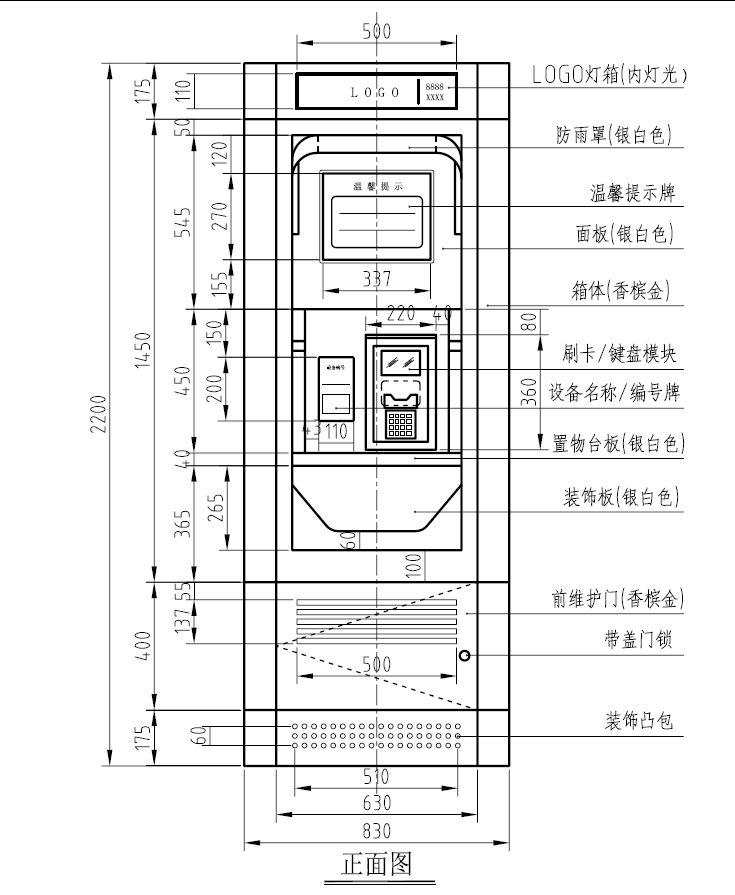 500
LOGO灯箱(内灯光)
175
110
LOGO
8888
XXXX
50
防雨罩(银白色)
120
温馨提示
温馨提示牌
545
270
面板(银白色)
155
337
箱体(香槟金)
220
40
80
1450
150
刷卡/键盘模块
450
200
设备编号
360
设备名称/编号牌
2200
43
110
置物台板(银白色)
40
265
装饰板(银白色)
365
60
100
55
前维护门(香槟金)
137
400
带盖门锁
500
60
175
装饰凸包
510
630
830
正面图